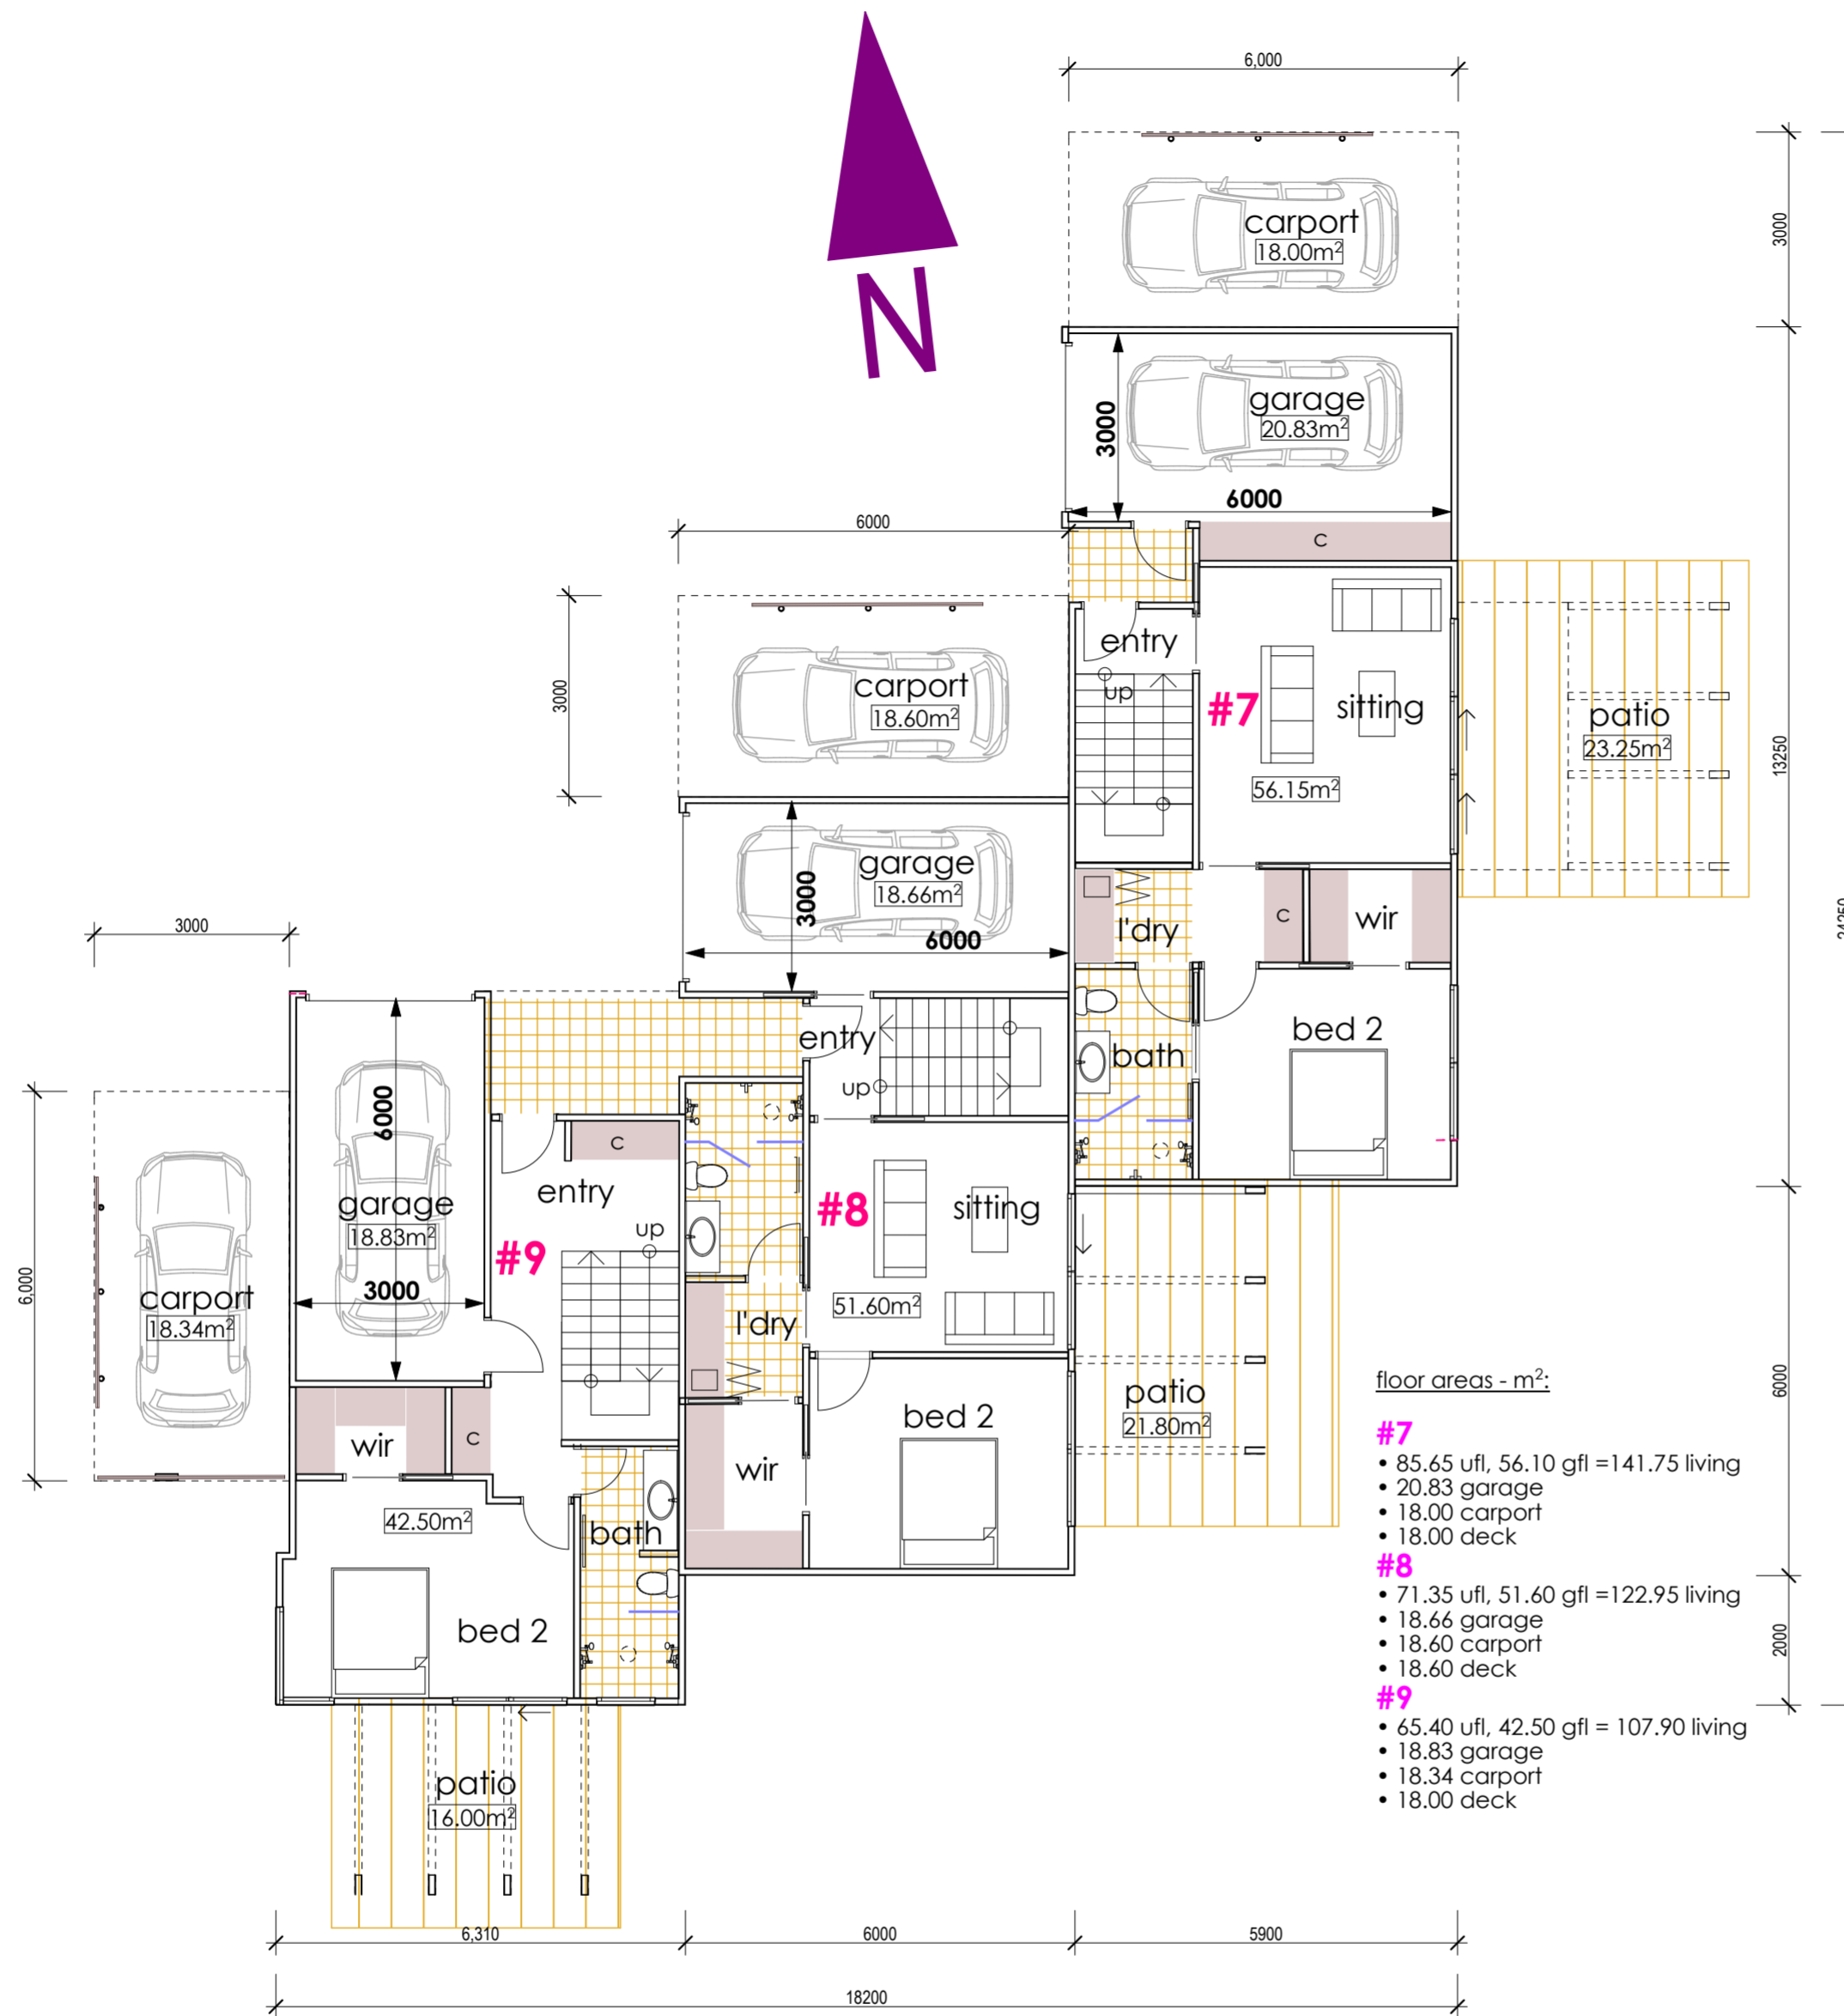 6,000
N
carport
18.00m²
3000
garage
20.83m²
3000
6000
c
6000
entry
up
#7
sitting
56.15m²
patio
23.25m²
13250
24250
3000
carport
18.60m²
garage
18.66m²
3000
6000
l'dry
c
wir
bath
bed 2
3000
entry
up
6000
garage
18.83m²
3000
c
entry
up
#9
#8
sitting
51.60m²
l'dry
6,000
carport
18.34m²
wir
c
42.50m²
bath
bed 2
wir
bed 2
patio
21.80m²
6000
2000
patio
16.00m²
floor areas - m²:
#7
• 85.65 ufl, 56.10 gfl =141.75 living
• 20.83 garage
• 18.00 carport
• 18.00 deck
#8
• 71.35 ufl, 51.60 gfl =122.95 living
• 18.66 garage
• 18.60 carport
• 18.60 deck
#9
• 65.40 ufl, 42.50 gfl = 107.90 living
• 18.83 garage
• 18.34 carport
• 18.00 deck
6,310
6000
5900
18200